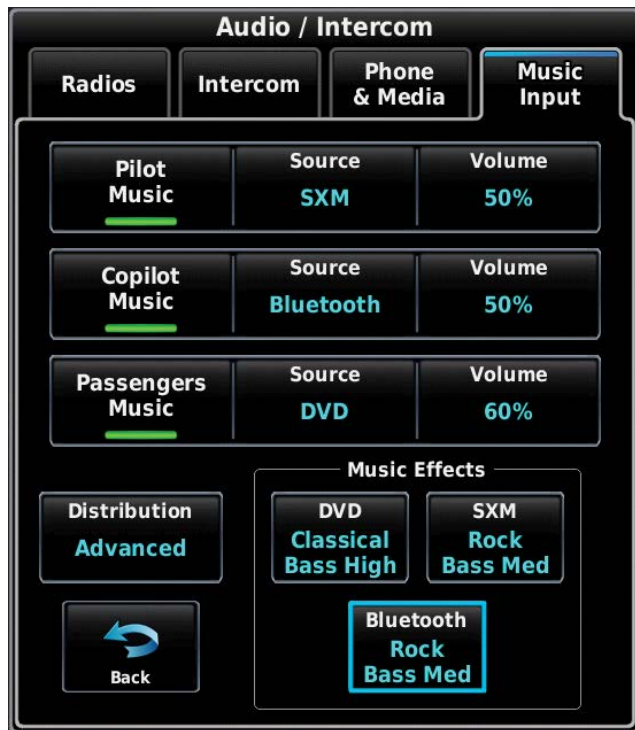 Audio / Intercom
Radios
Intercom
Phone
& Media
Music
Input
Pilot
Music
Source
SXM
Volume
50%
Copilot
Music
Source
Bluetooth
Volume
50%
Passengers
Music
Source
DVD
Volume
60%
Music Effects
Distribution
Advanced
DVD
Classical
Bass High
SXM
Rock
Bass Med
Bluetooth
Rock
Bass Med
Back